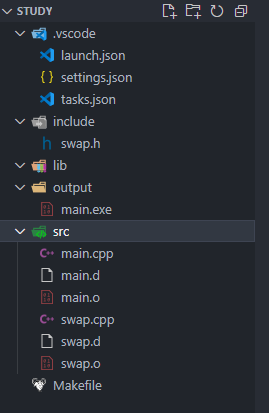 STUDY
.vscode
launch.json
{ } settings.json
tasks.json
include
h swap.h
lib
output
main.exe
src
C++ main.cpp
main.d
main.o
C++ swap.cpp
swap.d
swap.o
Makefile